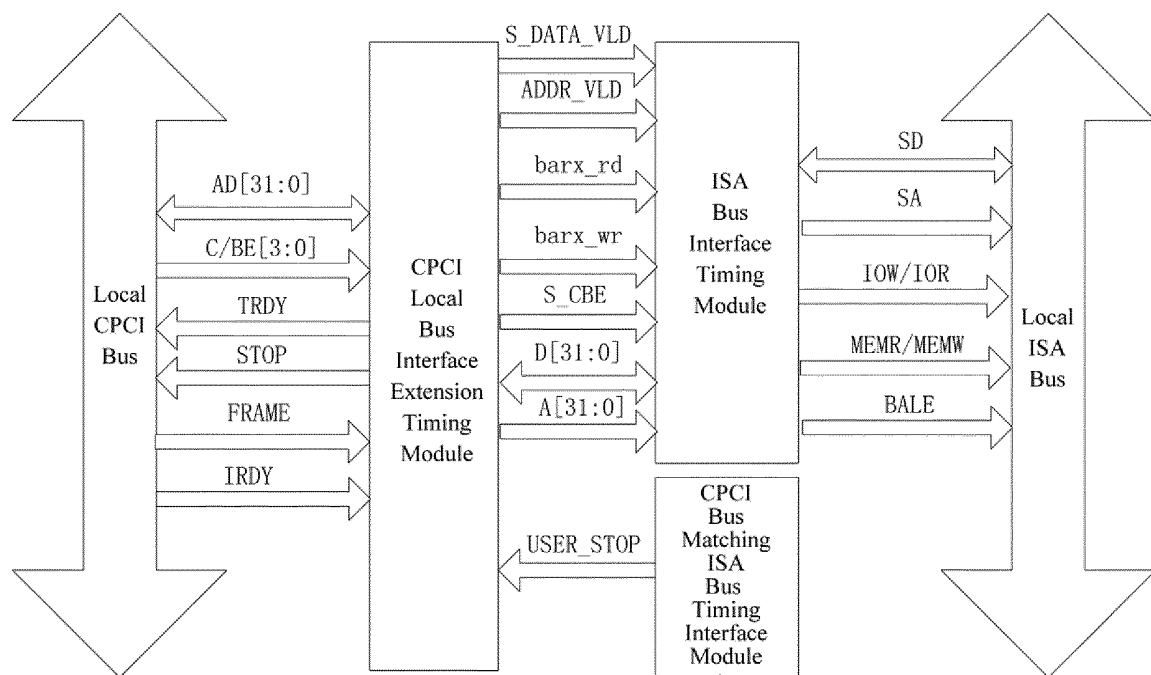 Local
CPCI
Bus
AD[31:0]
C/BE[3:0]
TRDY
STOP
FRAME
IRDY
CPCI
Local
Bus
Interface
Extension
Timing
Module
S_DATA_VLD
ADDR_VLD
barx_rd
barx_wr
S_CBE
D[31:0]
A[31:0]
USER_STOP
ISA
Bus
Interface
Timing
Module
CPCI
Bus
Matching
ISA
Bus
Timing
Interface
Module
SD
SA
IOW/IOR
MEMR/MEMW
BALE
Local
ISA
Bus